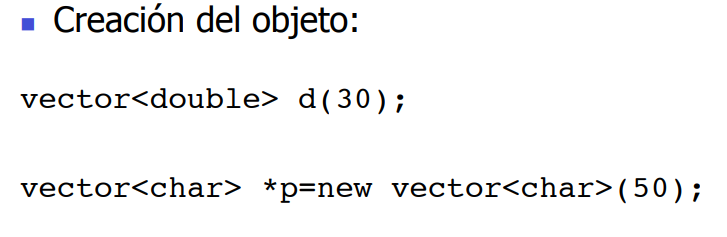 Creación del objeto:
vector<double> d(30);
vector<char> *p=new vector<char>(50);